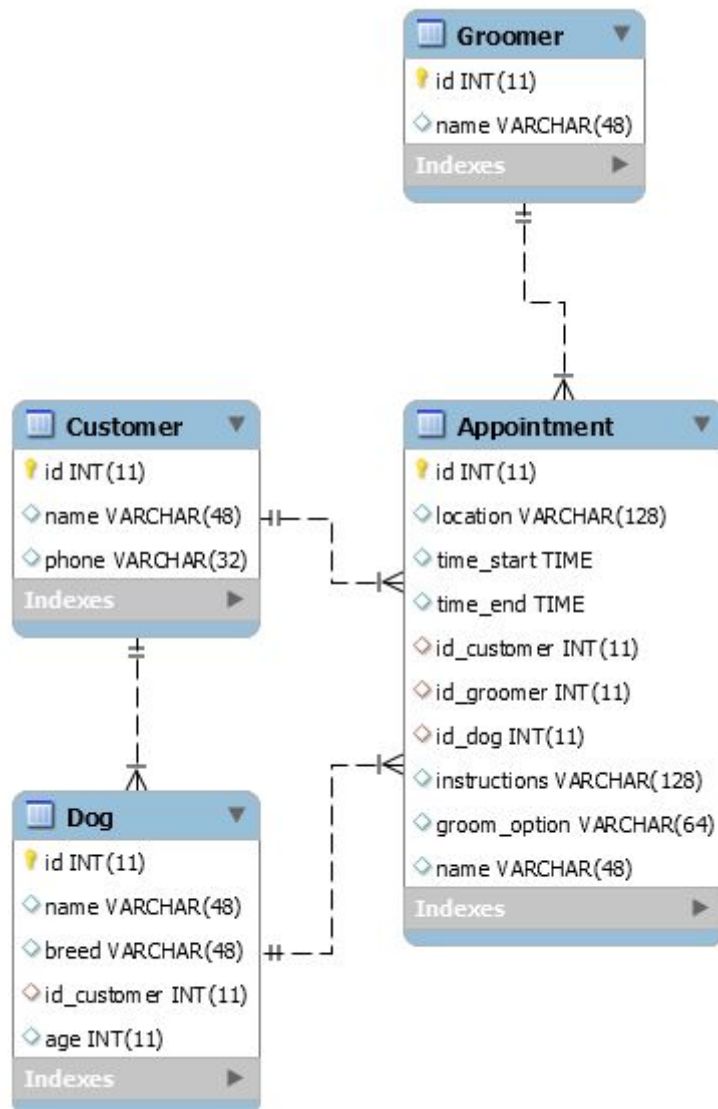 Groomer
id INT(11)
name VARCHAR(48)
Indexes
Customer
id INT(11)
name VARCHAR(48)
phone VARCHAR(32)
Indexes
Appointment
id INT(11)
location VARCHAR(128)
time_start TIME
time_end TIME
id_customer INT(11)
id_groomer INT(11)
id_dog INT(11)
instructions VARCHAR(128)
groom_option VARCHAR(64)
name VARCHAR(48)
Indexes
Dog
id INT(11)
name VARCHAR(48)
breed VARCHAR(48)
id_customer INT(11)
age INT(11)
Indexes